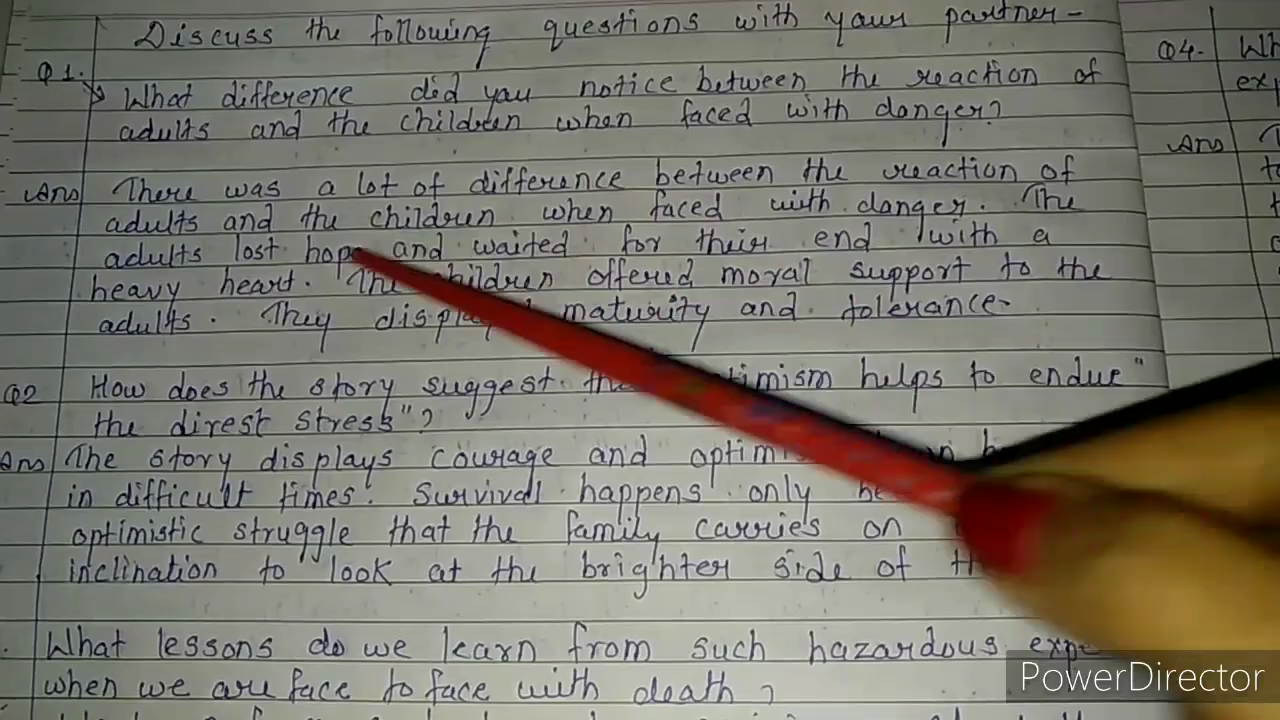 Discuss the following questions with your partner-
Q1. What difference did you notice between the reaction of
adults and the children when faced with danger?
Ans There was a lot of difference between the reaction of
adults and the children when faced with danger. The
adults lost hope and waited for their end with a
heavy heart. The children offered moral support to the
adults. They maturity and tolerance.
Q2 How does the story suggest helps to endue"
the direst stress"?
Ans The story displays courage and
in difficult times. Survival happens only
optimistic struggle that the family carries on
inclination to look at the brighter side of
What lessons do we learn from such hazardous
when we are face to face with death?
Q4. Wh
exp
Ans
PowerDirector